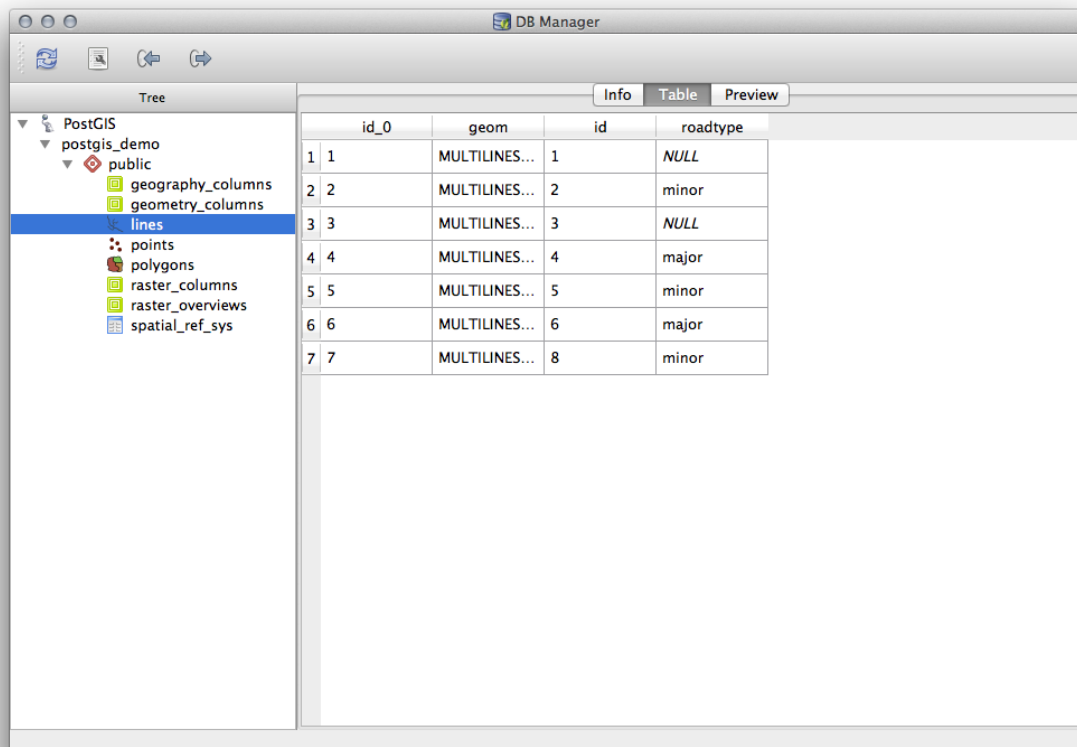 DB Manager
Tree
PostGIS
postgis_demo
public
geography_columns
geometry_columns
lines
points
polygons
raster_columns
raster_overviews
spatial_ref_sys
Info Table Preview
id_0 geom id roadtype
1 1 MULTILINES... 1 NULL
2 2 MULTILINES... 2 minor
3 3 MULTILINES... 3 NULL
4 4 MULTILINES... 4 major
5 5 MULTILINES... 5 minor
6 6 MULTILINES... 6 major
7 7 MULTILINES... 8 minor